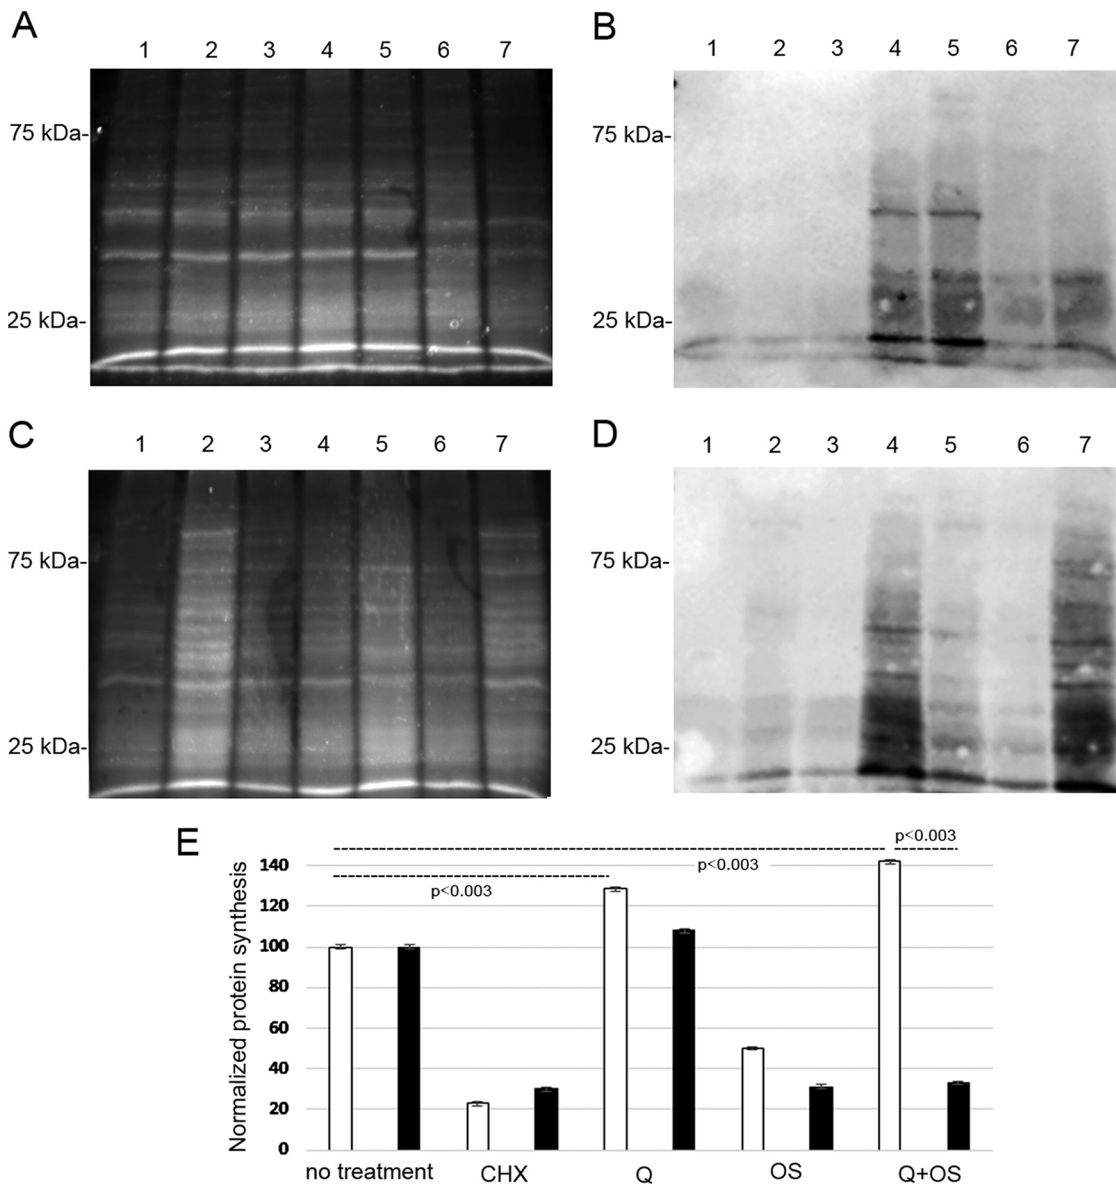 A
B
1 2 3 4 5 6 7
1 2 3 4 5 6 7
75 kDa-
75 kDa-
25 kDa-
25 kDa-
C
D
1 2 3 4 5 6 7
1 2 3 4 5 6 7
75 kDa-
75 kDa-
25 kDa-
25 kDa-
E
Normalized protein synthesis
140
120
100
80
60
40
20
0
p<0.003
p<0.003
p<0.003
no treatment CHX Q OS Q+OS